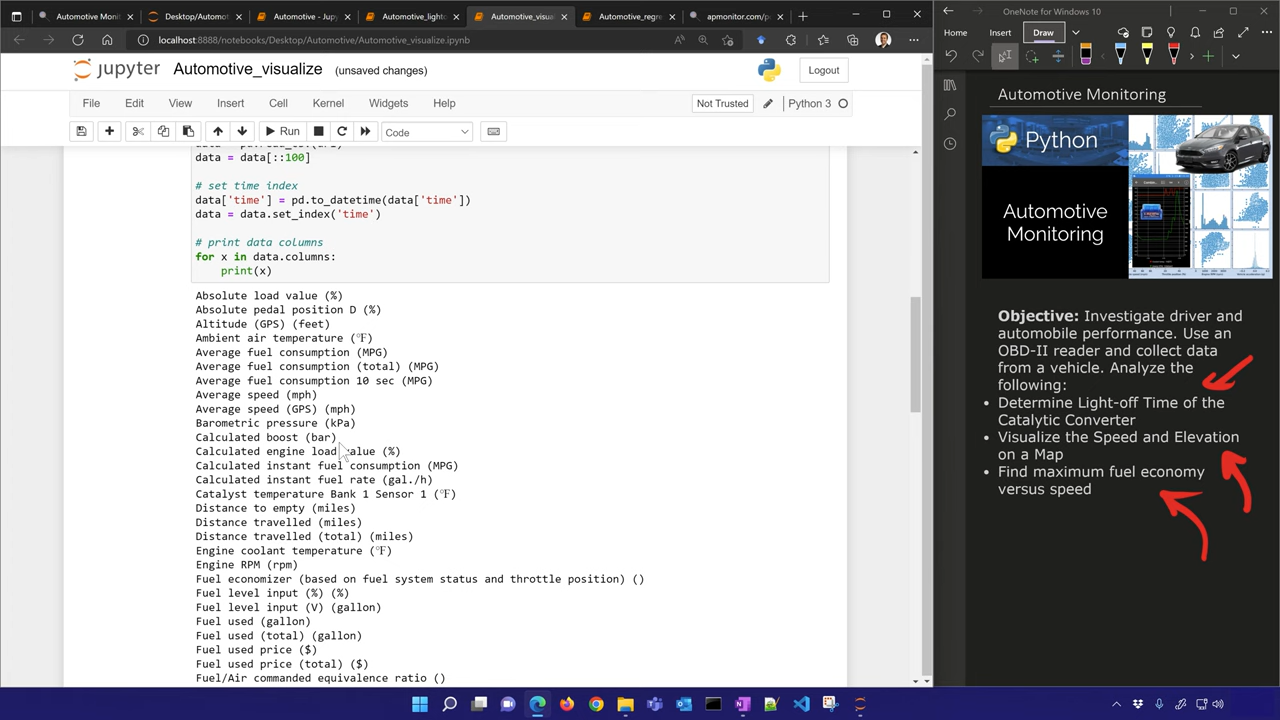 Automotive Monit
Desktop/Automot
Automotive - Jupy
Automotive_lightc
Automotive_visua
Automotive_regre
apmonitor.com/p
OneNote for Windows 10
localhost:8888/notebooks/Desktop/Automotive/Automotive_visualize.ipynb
Home
Insert
Draw
jupyter
Automotive_visualize
(unsaved changes)
Logout
File
Edit
View
Insert
Cell
Kernel
Widgets
Help
Not Trusted
Python 3
Run
Code
data = data[::100]
# set time index
data['time'] = pd.to_datetime(data['time'])
data = data.set_index('time')
# print data columns
for x in data.columns:
print(x)
Absolute load value (%)
Absolute pedal position D (%)
Altitude (GPS) (feet)
Ambient air temperature (℉)
Average fuel consumption (MPG)
Average fuel consumption (total) (MPG)
Average fuel consumption 10 sec (MPG)
Average speed (mph)
Average speed (GPS) (mph)
Barometric pressure (kPa)
Calculated boost (bar)
Calculated engine load value (%)
Calculated instant fuel consumption (MPG)
Calculated instant fuel rate (gal./h)
Catalyst temperature Bank 1 Sensor 1 (℉)
Distance to empty (miles)
Distance travelled (miles)
Distance travelled (total) (miles)
Engine coolant temperature (℉)
Engine RPM (rpm)
Fuel economizer (based on fuel system status and throttle position) ()
Fuel level input (%) (%)
Fuel level input (V) (gallon)
Fuel used (gallon)
Fuel used (total) (gallon)
Fuel used price ($)
Fuel used price (total) ($)
Fuel/Air commanded equivalence ratio ()
Automotive Monitoring
Python
Automotive
Monitoring
Objective: Investigate driver and
automobile performance. Use an
OBD-II reader and collect data
from a vehicle. Analyze the
following:
• Determine Light-off Time of the
Catalytic Converter
• Visualize the Speed and Elevation
on a Map
• Find maximum fuel economy
versus speed